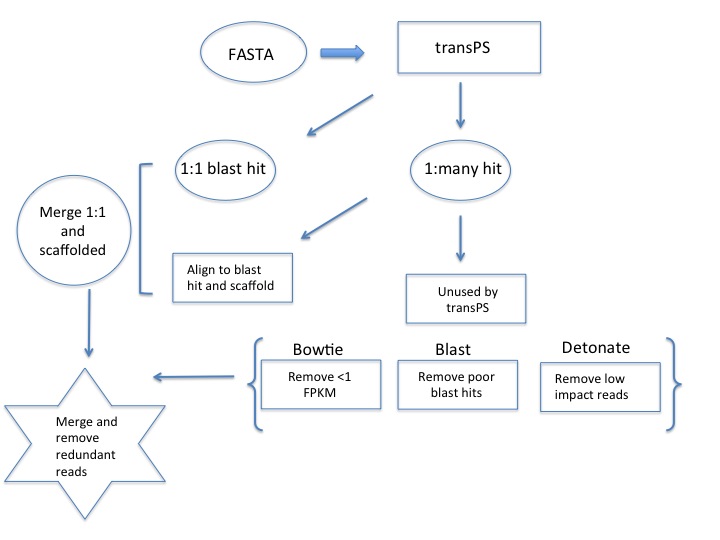 FASTA
transPS
1:1 blast hit
1:many hit
Merge 1:1
and
scaffolded
Align to blast
hit and scaffold
Unused by
transPS
Bowtie
Remove <1
FPKM
Blast
Remove poor
blast hits
Detonate
Remove low
impact reads
Merge and
remove
redundant
reads